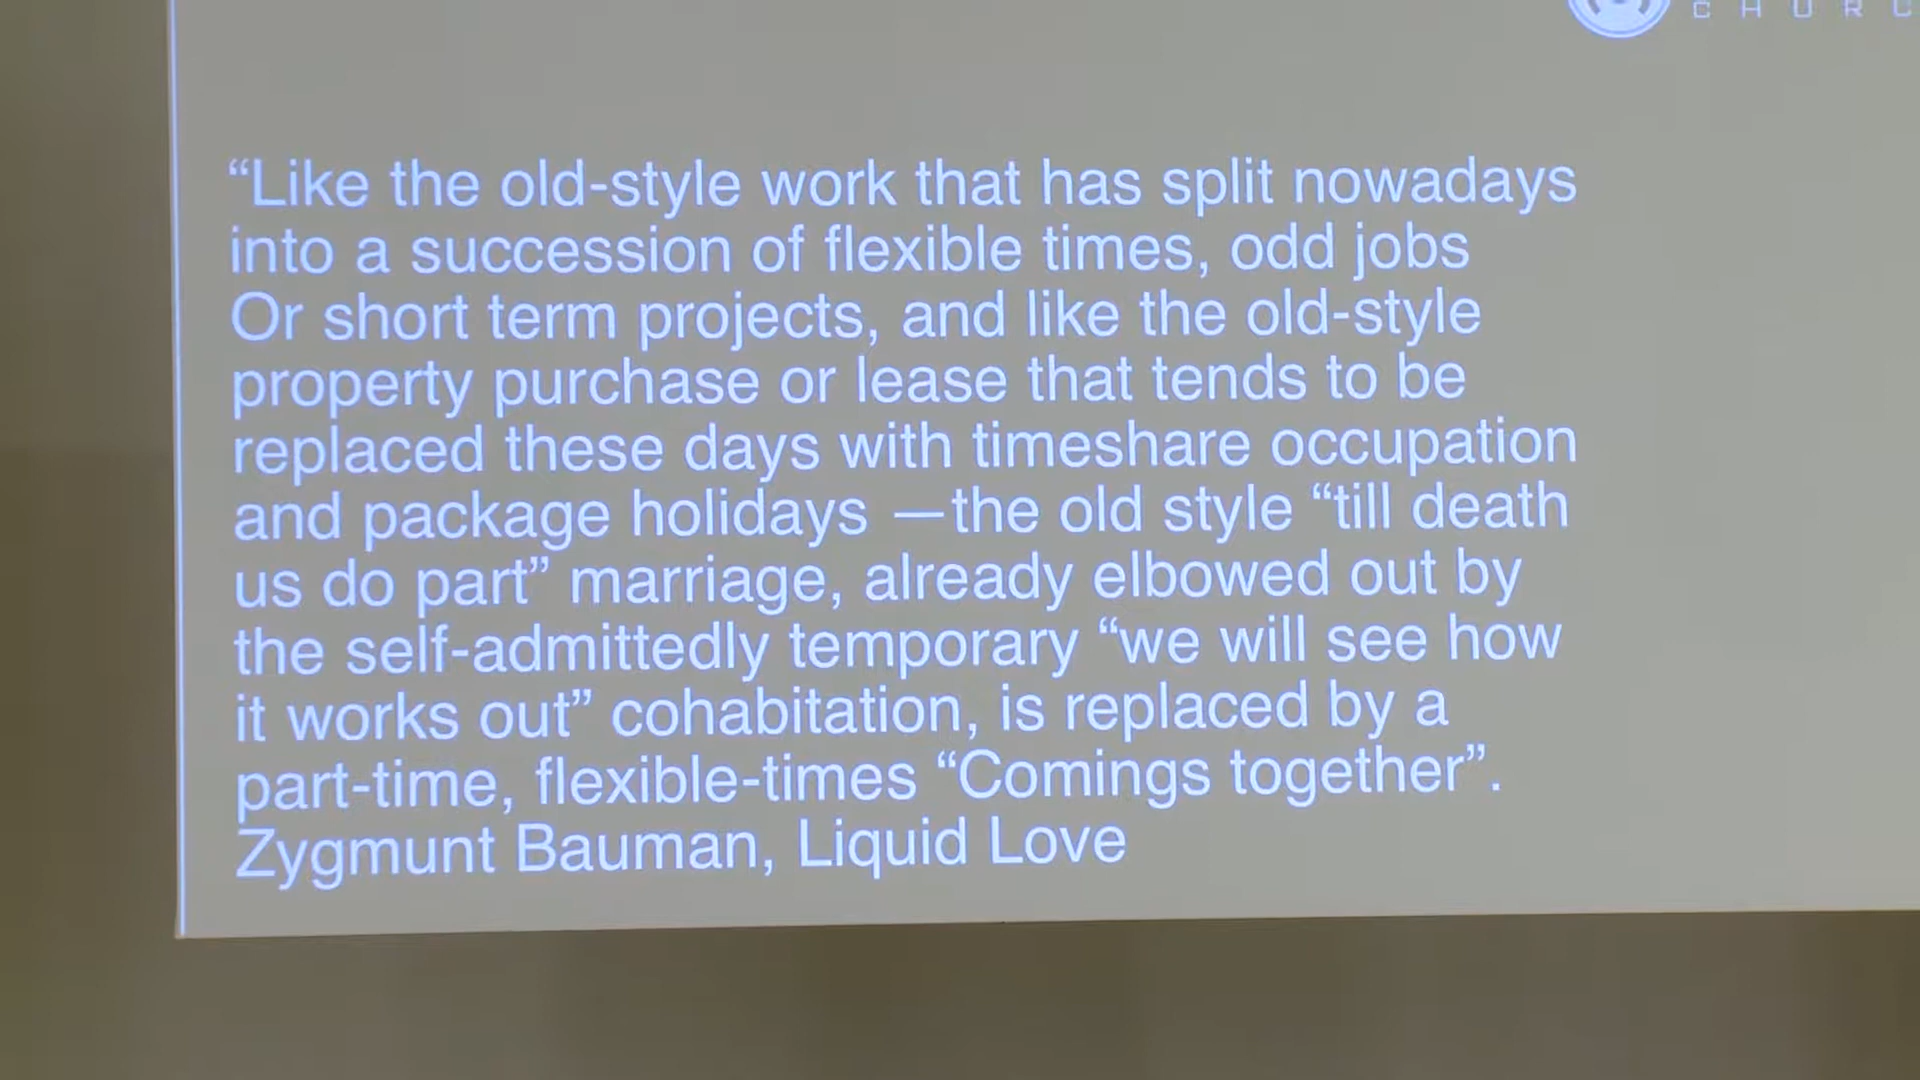 CHURC
“Like the old-style work that has split nowadays
into a succession of flexible times, odd jobs
Or short term projects, and like the old-style
property purchase or lease that tends to be
replaced these days with timeshare occupation
and package holidays —the old style “till death
us do part” marriage, already elbowed out by
the self-admittedly temporary “we will see how
it works out” cohabitation, is replaced by a
part-time, flexible-times “Comings together”.
Zygmunt Bauman, Liquid Love